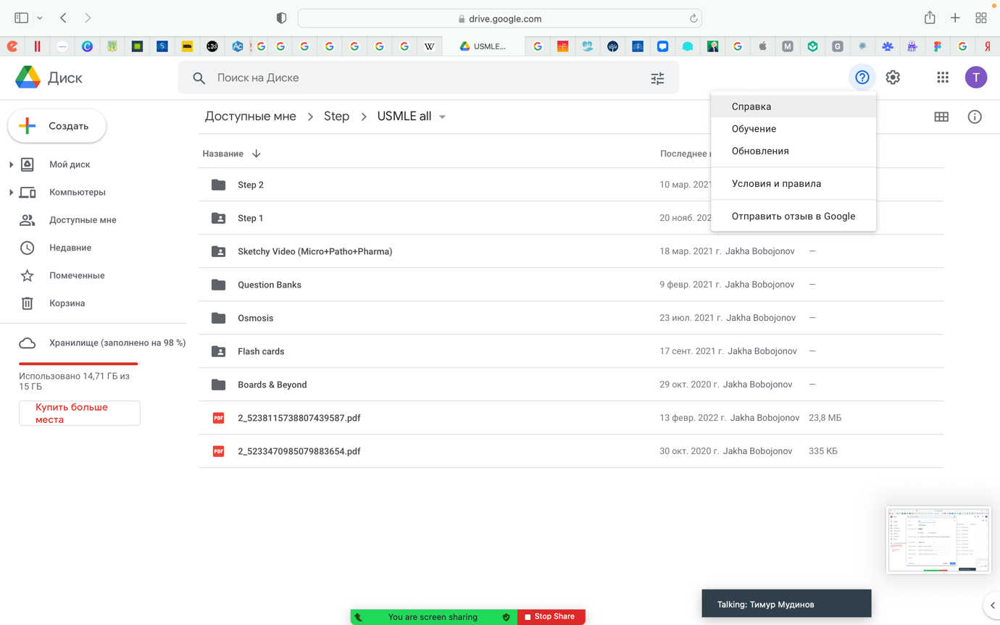 drive.google.com
USMLE...
Диск
Поиск на Диске
T
Создать
Доступные мне
Step
USMLE all
Справка
Обучение
Обновления
Условия и правила
Отправить отзыв в Google
Мой диск
Компьютеры
Доступные мне
Недавние
Помеченные
Корзина
Хранилище (заполнено на 98 %)
Использовано 14,71 ГБ из
15 ГБ
Купить больше
места
Название
Последнее
Step 2
10 мар. 2021
Step 1
20 нояб. 202
Sketchy Video (Micro+Patho+Pharma)
18 мар. 2021 г. Jakha Bobojonov —
Question Banks
9 февр. 2021 г. Jakha Bobojonov —
Osmosis
23 июл. 2021 г. Jakha Bobojonov —
Flash cards
17 сент. 2021 г. Jakha Bobojonov —
Boards & Beyond
29 окт. 2020 г. Jakha Bobojonov —
PDF 2_5238115738807439587.pdf
13 февр. 2022 г. Jakha Bobojonov 23,8 МБ
PDF 2_5233470985079883654.pdf
30 окт. 2020 г. Jakha Bobojonov 335 КБ
Talking: Тимур Мудинов
You are screen sharing
Stop Share